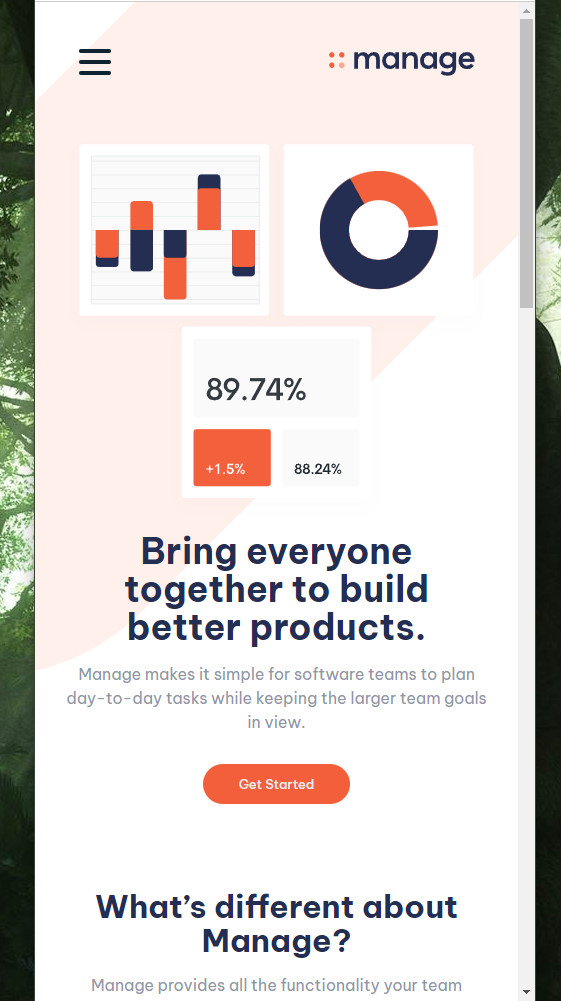 manage
89.74%
+1.5%
88.24%
Bring everyone
together to build
better products.
Manage makes it simple for software teams to plan
day-to-day tasks while keeping the larger team goals
in view.
Get Started
What’s different about
Manage?
Manage provides all the functionality your team